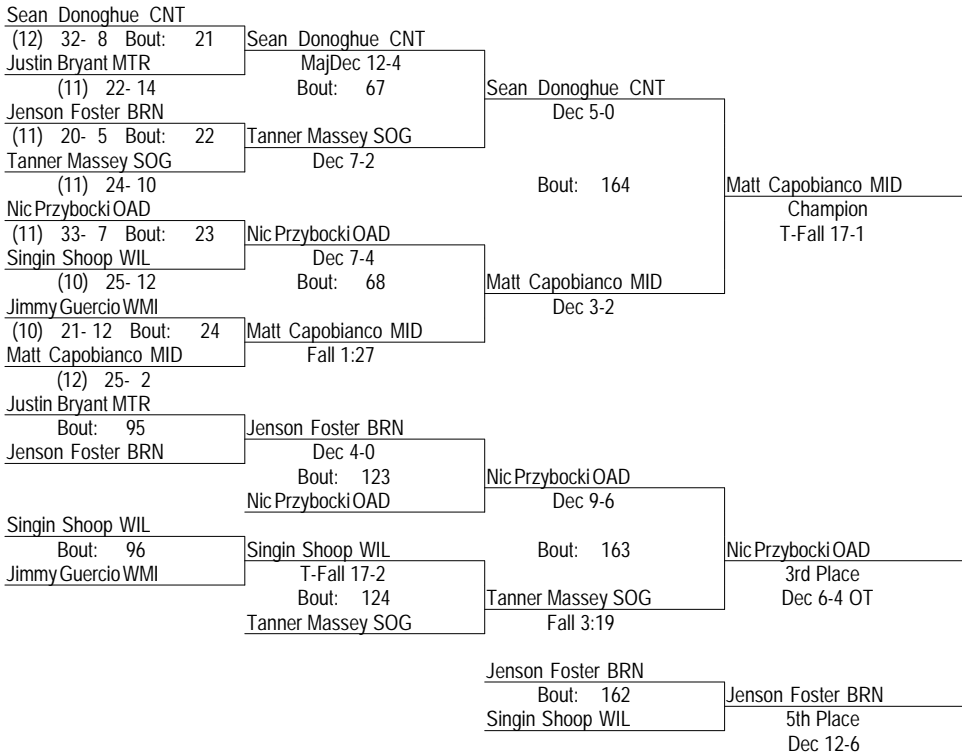 Sean Donoghue CNT
(12) 32- 8 Bout: 21 Sean Donoghue CNT
Justin Bryant MTR MajDec 12-4
(11) 22- 14 Bout: 67 Sean Donoghue CNT
Jenson Foster BRN Dec 5-0
(11) 20- 5 Bout: 22 Tanner Massey SOG
Tanner Massey SOG Dec 7-2
(11) 24- 10 Bout: 164 Matt Capobianco MID
Nic Przybocki OAD Champion
(11) 33- 7 Bout: 23 Nic Przybocki OAD T-Fall 17-1
Singin Shoop WIL Dec 7-4
(10) 25- 12 Bout: 68 Matt Capobianco MID
Jimmy Guercio WMI Dec 3-2
(10) 21- 12 Bout: 24 Matt Capobianco MID
Matt Capobianco MID Fall 1:27
(12) 25- 2
Justin Bryant MTR
Bout: 95 Jenson Foster BRN
Jenson Foster BRN Dec 4-0
Bout: 123 Nic Przybocki OAD
Nic Przybocki OAD Dec 9-6
Singin Shoop WIL
Bout: 96 Singin Shoop WIL Bout: 163 Nic Przybocki OAD
Jimmy Guercio WMI T-Fall 17-2 3rd Place
Bout: 124 Tanner Massey SOG Dec 6-4 OT
Tanner Massey SOG Fall 3:19
Jenson Foster BRN
Bout: 162 Jenson Foster BRN
Singin Shoop WIL 5th Place
Dec 12-6